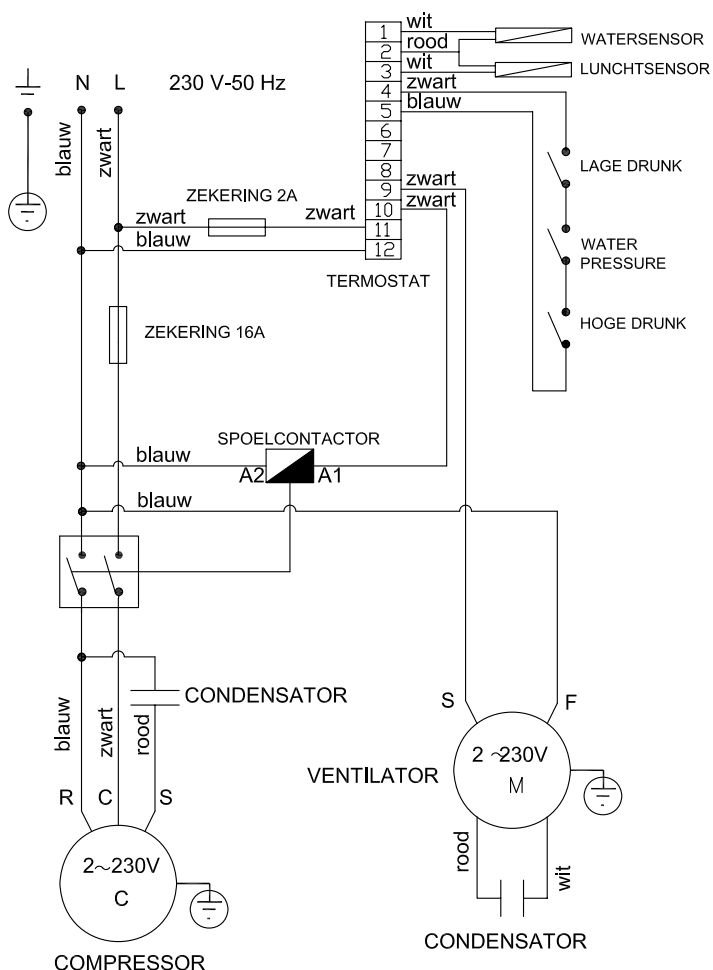 wit
1
WATERSENSOR
rood
2
wit
3
LUNCHTSENSOR
zwart
4
blauw
5
6
7
8
zwart
9
zwart
10
11
12
TERMOSTAT
N L 230 V-50 Hz
blauw
zwart
ZEKERING 2A
zwart
zwart
blauw
LAGE DRUNK
WATER
PRESSURE
HOGE DRUNK
ZEKERING 16A
SPOELCONTACTOR
blauw
A2 A1
blauw
CONDENSATOR
blauw
zwart
rood
R C S
2~230V
C
COMPRESSOR
S F
VENTILATOR
2 ~230V
M
rood
wit
CONDENSATOR